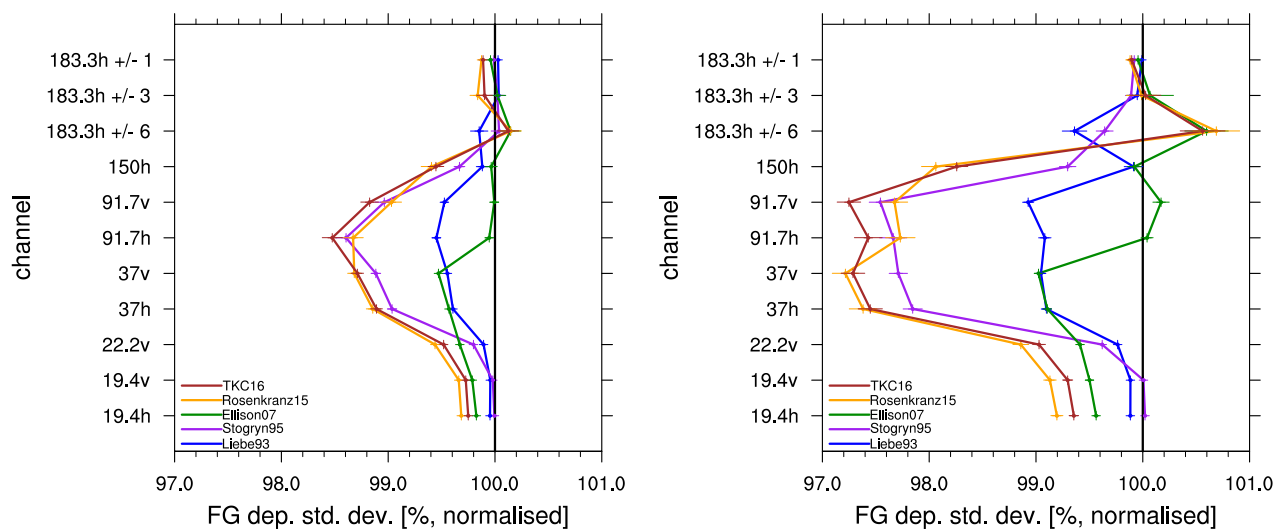 channel
183.3h +/- 1
183.3h +/- 3
183.3h +/- 6
150h
91.7v
91.7h
37v
37h
22.2v
19.4v
19.4h
TKC16
Rosenkranz15
Ellison07
Stogryn95
Liebe93
97.0 98.0 99.0 100.0 101.0
FG dep. std. dev. [%, normalised]
channel
183.3h +/- 1
183.3h +/- 3
183.3h +/- 6
150h
91.7v
91.7h
37v
37h
22.2v
19.4v
19.4h
TKC16
Rosenkranz15
Ellison07
Stogryn95
Liebe93
97.0 98.0 99.0 100.0 101.0
FG dep. std. dev. [%, normalised]